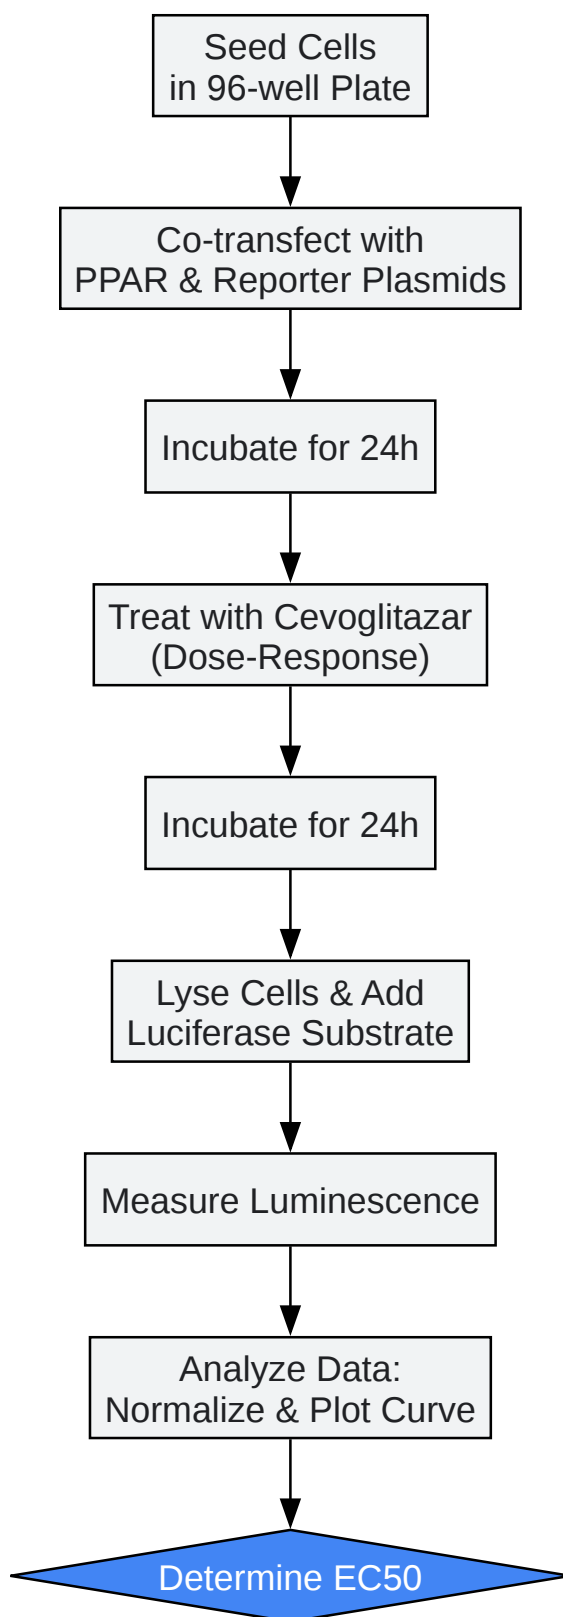 Seed Cells
in 96-well Plate
Co-transfect with
PPAR & Reporter Plasmids
Incubate for 24h
Treat with Cevoglitazar
(Dose-Response)
Incubate for 24h
Lyse Cells & Add
Luciferase Substrate
Measure Luminescence
Analyze Data:
Normalize & Plot Curve
Determine EC50